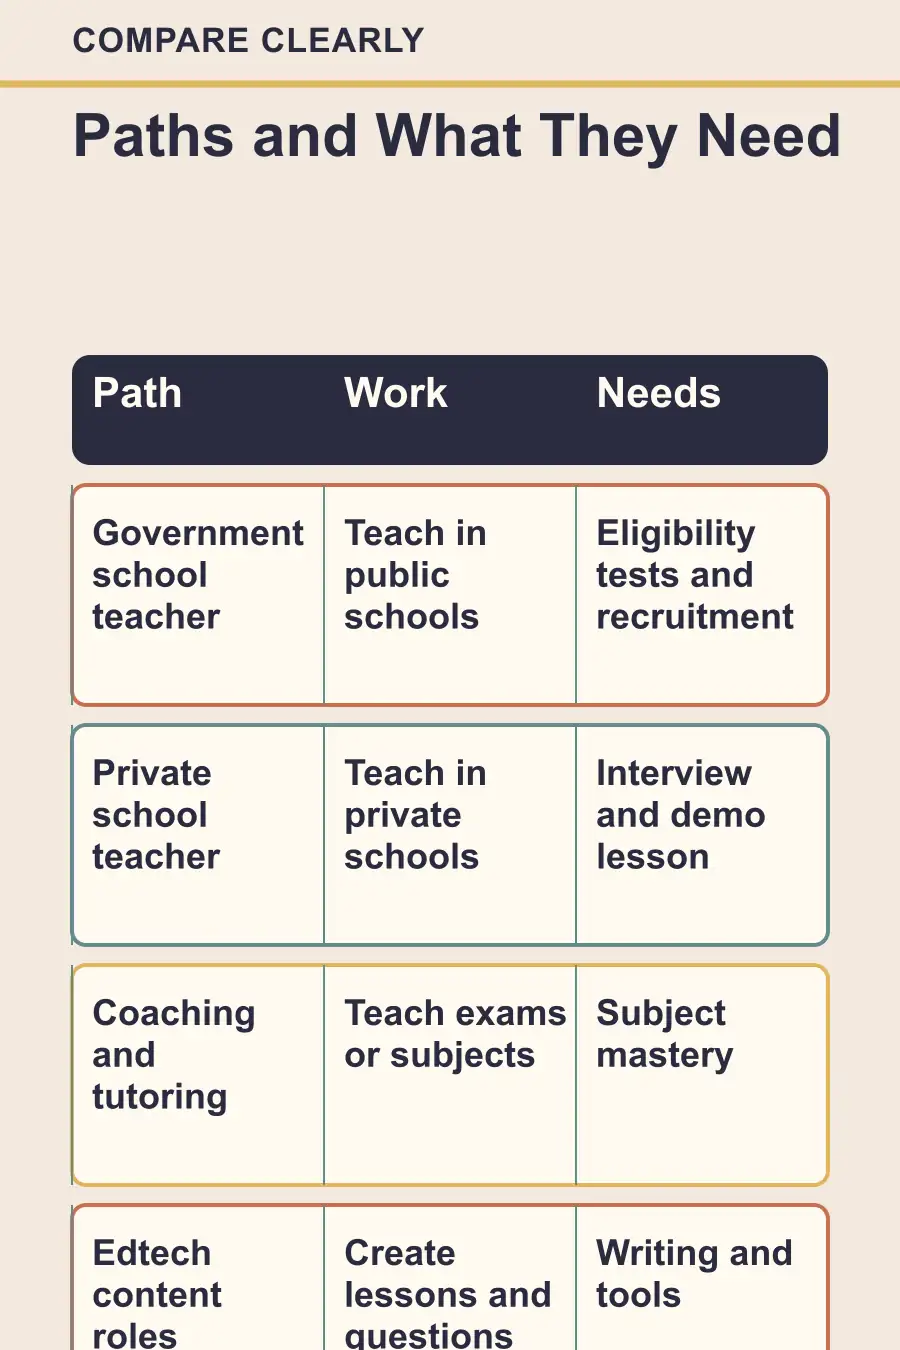 COMPARE CLEARLY
Paths and What They Need
Path Work Needs
Government
school
teacher
Teach in
public
schools
Eligibility
tests and
recruitment
Private
school
teacher
Teach in
private
schools
Interview
and demo
lesson
Coaching
and
tutoring
Teach exams
or subjects
Subject
mastery
Edtech
content
roles
Create
lessons and
questions
Writing and
tools